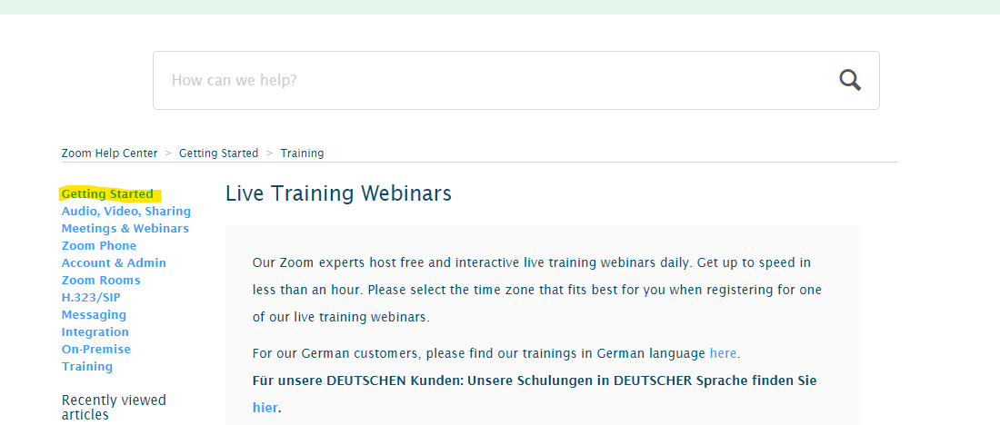 How can we help?
Zoom Help Center > Getting Started > Training
Getting Started
Audio, Video, Sharing
Meetings & Webinars
Zoom Phone
Account & Admin
Zoom Rooms
H.323/SIP
Messaging
Integration
On-Premise
Training
Recently viewed
articles
Live Training Webinars
Our Zoom experts host free and interactive live training webinars daily. Get up to speed in
less than an hour. Please select the time zone that fits best for you when registering for one
of our live training webinars.
For our German customers, please find our trainings in German language here.
Für unsere DEUTSCHEN Kunden: Unsere Schulungen in DEUTSCHER Sprache finden Sie
hier.